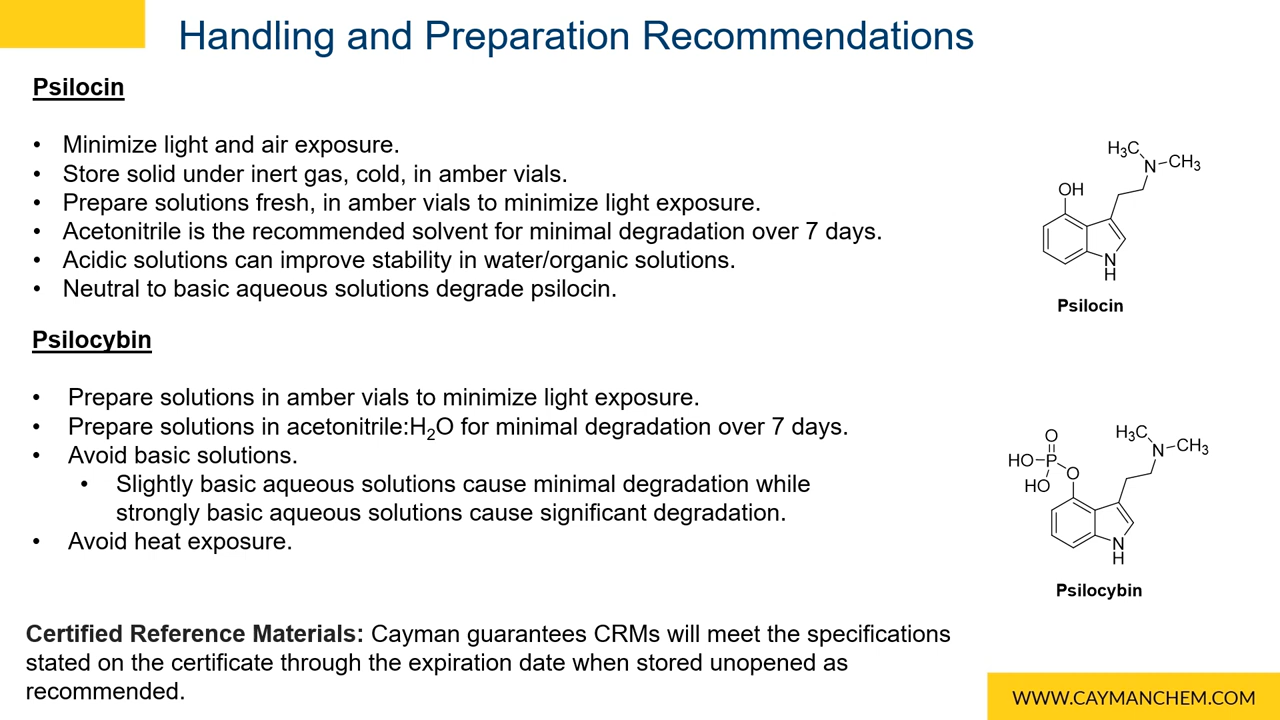 Handling and Preparation Recommendations
Psilocin
• Minimize light and air exposure.
• Store solid under inert gas, cold, in amber vials.
• Prepare solutions fresh, in amber vials to minimize light exposure.
• Acetonitrile is the recommended solvent for minimal degradation over 7 days.
• Acidic solutions can improve stability in water/organic solutions.
• Neutral to basic aqueous solutions degrade psilocin.
H₃C
N
CH₃
OH
N
H
Psilocin
Psilocybin
• Prepare solutions in amber vials to minimize light exposure.
• Prepare solutions in acetonitrile:H₂O for minimal degradation over 7 days.
• Avoid basic solutions.
• Slightly basic aqueous solutions cause minimal degradation while
strongly basic aqueous solutions cause significant degradation.
• Avoid heat exposure.
O
H₃C
N
CH₃
HO
P
O
HO
N
H
Psilocybin
Certified Reference Materials: Cayman guarantees CRMs will meet the specifications
stated on the certificate through the expiration date when stored unopened as
recommended.
WWW.CAYMANCHEM.COM